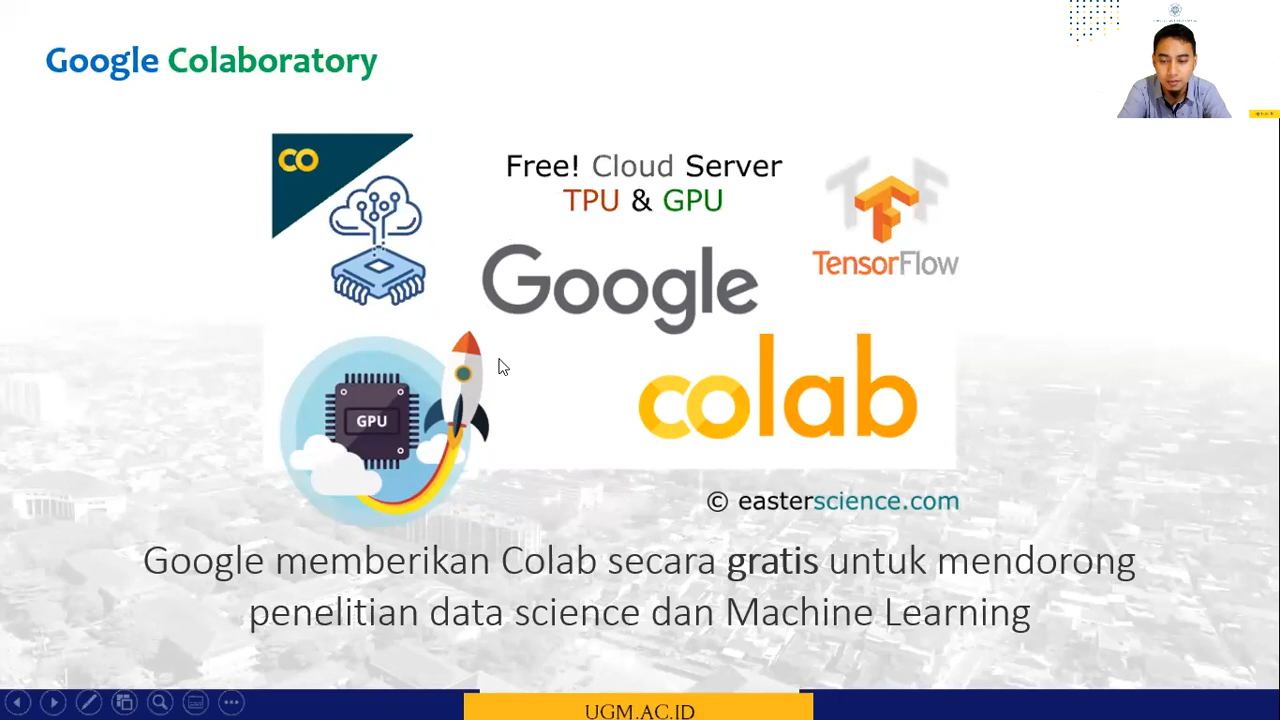 Google Colaboratory
CO
Free! Cloud Server
TPU & GPU
TF
TensorFlow
Google
colab
GPU
© easterscience.com
Google memberikan Colab secara gratis untuk mendorong
penelitian data science dan Machine Learning
UGM.AC.ID